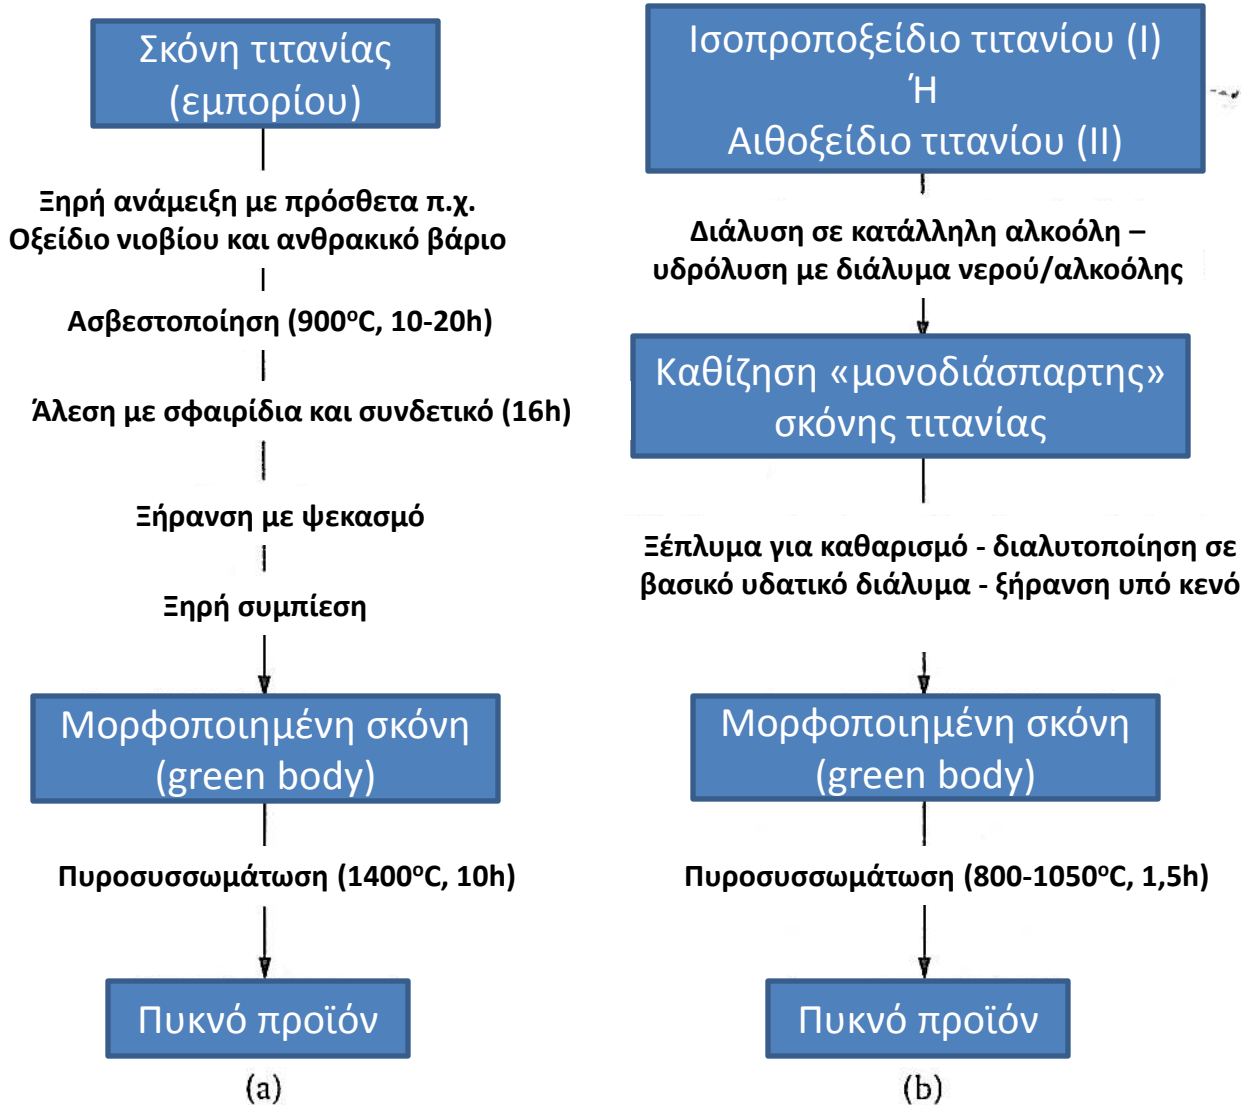 Σκόνη τιτανίας
(εμπορίου)
Ξηρή ανάμειξη με πρόσθετα π.χ.
Οξείδιο νιοβίου και ανθρακικό βάριο
Ασβεστοποίηση (900°C, 10-20h)
Άλεση με σφαιρίδια και συνδετικό (16h)
Ξήρανση με ψεκασμό
Ξηρή συμπίεση
Μορφοποιημένη σκόνη
(green body)
Πυροσυσσωμάτωση (1400°C, 10h)
Πυκνό προϊόν
(a)
Ισοπροποξείδιο τιτανίου (I)
Ή
Αιθοξείδιο τιτανίου (II)
Διάλυση σε κατάλληλη αλκοόλη –
υδρόλυση με διάλυμα νερού/αλκοόλης
Καθίζηση «μονοδιάσπαρτης»
σκόνης τιτανίας
Ξέπλυμα για καθαρισμό - διαλυτοποίηση σε
βασικό υδατικό διάλυμα - ξήρανση υπό κενό
Μορφοποιημένη σκόνη
(green body)
Πυροσυσσωμάτωση (800-1050°C, 1,5h)
Πυκνό προϊόν
(b)